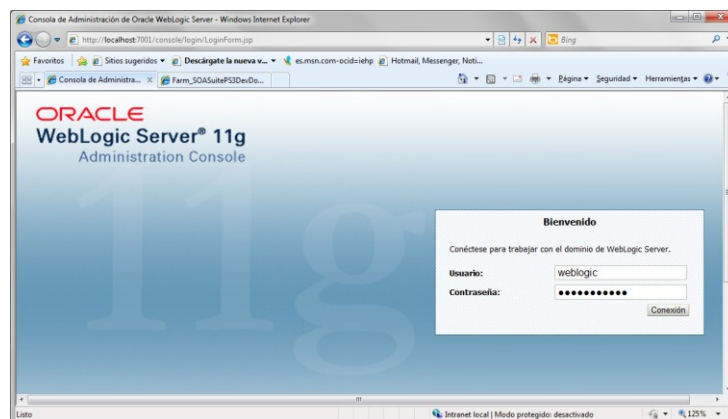 Consola de Administración de Oracle WebLogic Server - Windows Internet Explorer
http://localhost:7001/console/login/LoginForm.jsp
Bing
Favoritos Sitios sugeridos Descárgate la nueva v... es.msn.com-ocid=iehp Hotmail, Messenger, Noti...
Consola de Administra... X Farm_SOASuitePS3DevDo... Página Seguridad Herramientas
ORACLE
WebLogic Server® 11g
Administration Console
11g
Bienvenido
Conéctese para trabajar con el dominio de WebLogic Server.
Usuario: weblogic
Contraseña: •••••••••••
Conexión
Listo Intranet local | Modo protegido: desactivado 125%